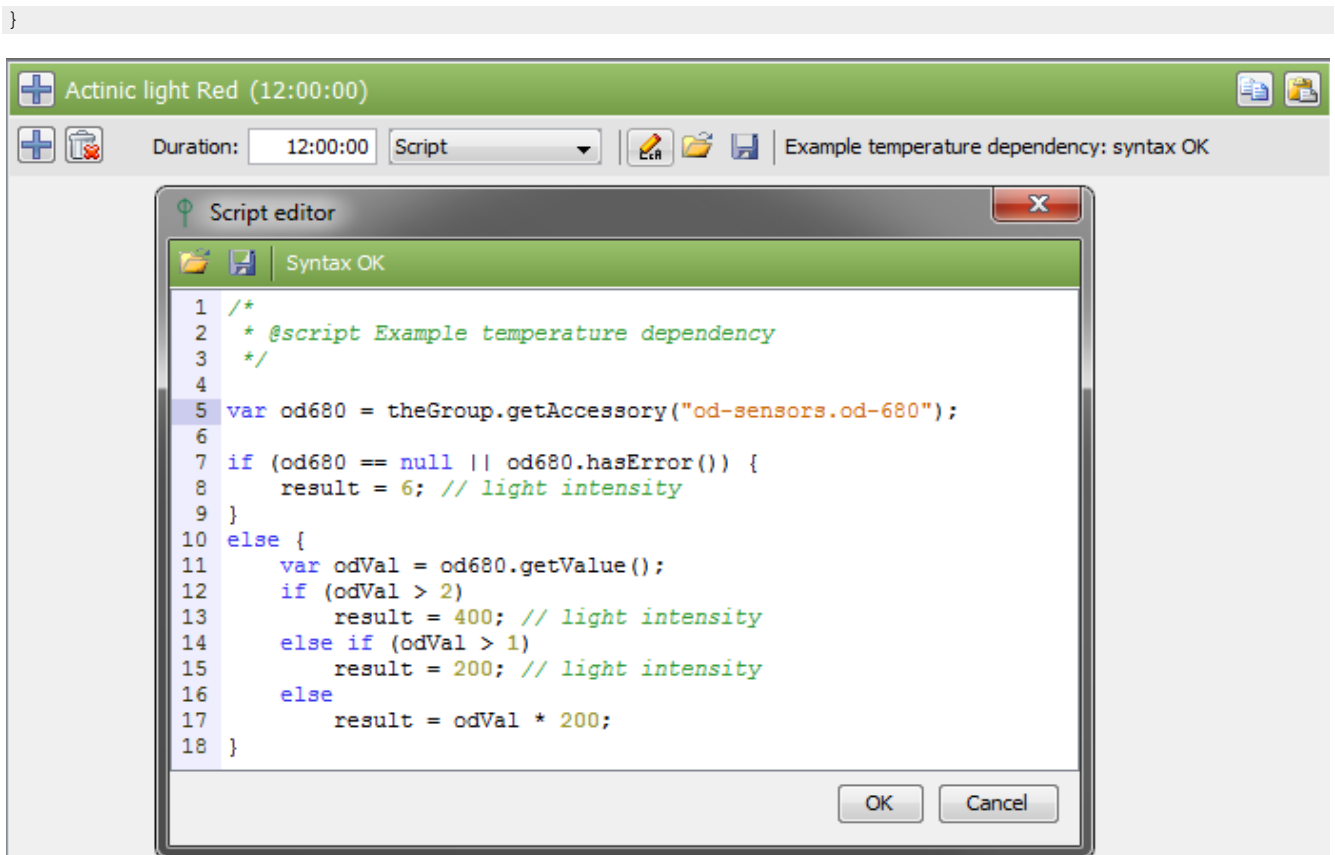 }
Actinic light Red (12:00:00)
Duration: 12:00:00 Script Example temperature dependency: syntax OK
Script editor
Syntax OK
1 /*
2  * @script Example temperature dependency
3  */
4
5 var od680 = theGroup.getAccessory("od-sensors.od-680");
6
7 if (od680 == null || od680.hasError()) {
8     result = 6; // light intensity
9 }
10 else {
11     var odVal = od680.getValue();
12     if (odVal > 2)
13         result = 400; // light intensity
14     else if (odVal > 1)
15         result = 200; // light intensity
16     else
17         result = odVal * 200;
18 }
OK Cancel